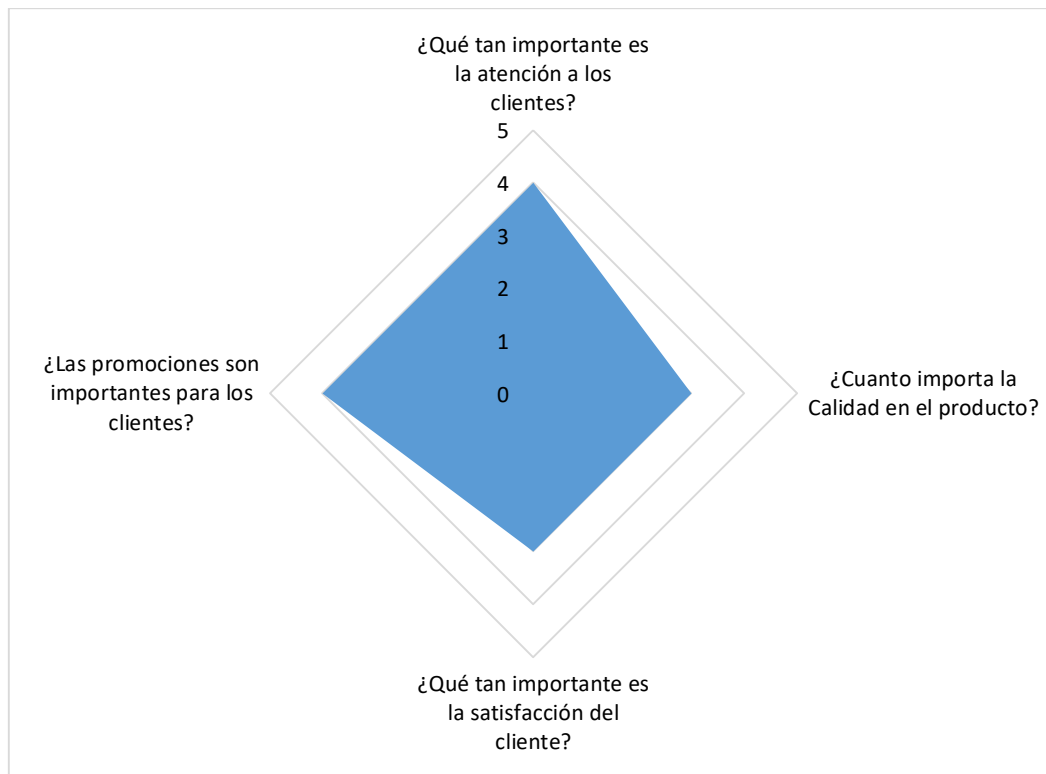 ¿Qué tan importante es
la atención a los
clientes?
5
4
3
2
1
0
¿Las promociones son
importantes para los
clientes?
¿Cuanto importa la
Calidad en el producto?
¿Qué tan importante es
la satisfacción del
cliente?